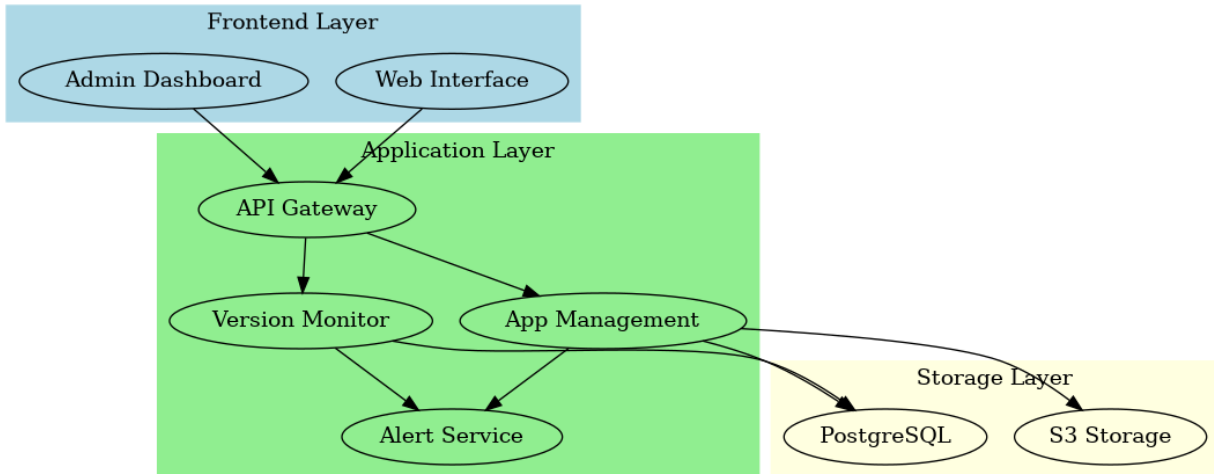 Frontend Layer
Admin Dashboard
Web Interface
Application Layer
API Gateway
Version Monitor
App Management
Storage Layer
Alert Service
PostgreSQL
S3 Storage